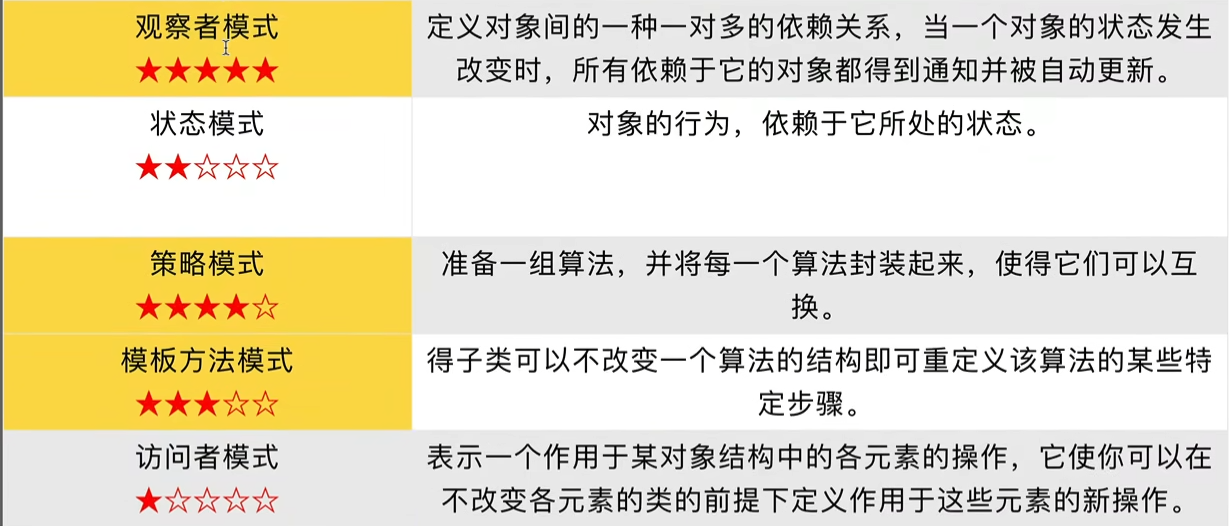 观察者模式
★★★★★
定义对象间的一种一对多的依赖关系，当一个对象的状态发生
改变时，所有依赖于它的对象都得到通知并被自动更新。
状态模式
★★☆☆☆
对象的行为，依赖于它所处的状态。
策略模式
★★★★☆
准备一组算法，并将每一个算法封装起来，使得它们可以互
换。
模板方法模式
★★★☆☆
得子类可以不改变一个算法的结构即可重定义该算法的某些特
定步骤。
访问者模式
★☆☆☆☆
表示一个作用于某对象结构中的各元素的操作，它使你可以在
不改变各元素的类的前提下定义作用于这些元素的新操作。